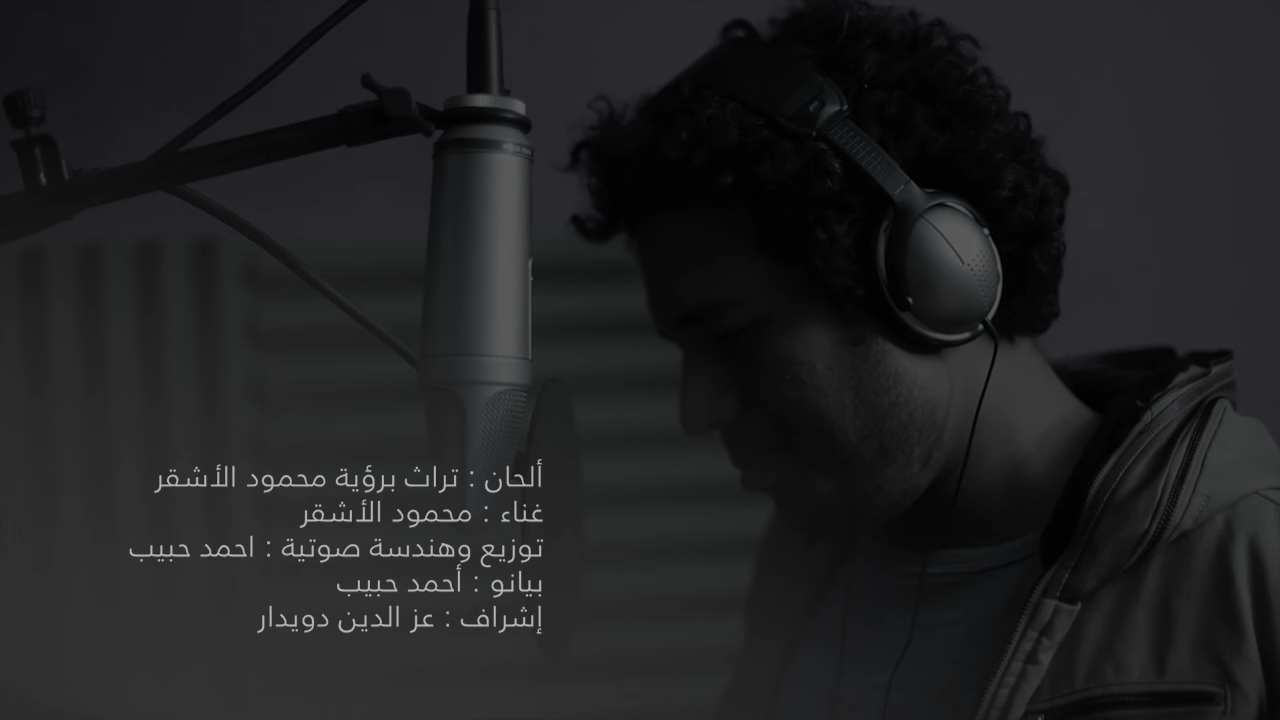 ألحان : تراث برؤية محمود الأشقر
غناء : محمود الأشقر
توزيع وهندسة صوتية : احمد حبيب
بيانو : أحمد حبيب
إشراف : عز الدين دويدار